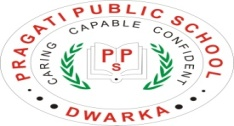 PRAGATI PUBLIC SCHOOL
CARING CAPABLE CONFIDENT
P P
S
DWARKA